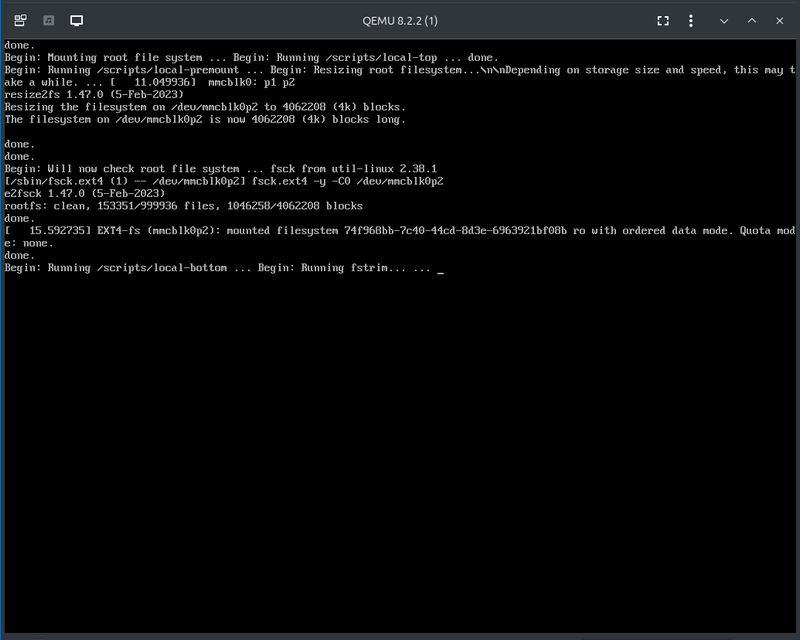 QEMU 8.2.2 (1)
done.
Begin: Mounting root file system ... Begin: Running /scripts/local-top ... done.
Begin: Running /scripts/local-premount ... Begin: Resizing root filesystem...\n\nDepending on storage size and speed, this may t
ake a while. ... [   11.049936]  mmcblk0: p1 p2
resize2fs 1.47.0 (5-Feb-2023)
Resizing the filesystem on /dev/mmcblk0p2 to 4062208 (4k) blocks.
The filesystem on /dev/mmcblk0p2 is now 4062208 (4k) blocks long.
done.
done.
Begin: Will now check root file system ... fsck from util-linux 2.38.1
[/sbin/fsck.ext4 (1) -- /dev/mmcblk0p2] fsck.ext4 -y -C0 /dev/mmcblk0p2
e2fsck 1.47.0 (5-Feb-2023)
rootfs: clean, 153351/999936 files, 1046258/4062208 blocks
done.
[   15.592735] EXT4-fs (mmcblk0p2): mounted filesystem 74f968bb-7c40-44cd-8d3e-6963921bf08b ro with ordered data mode. Quota mod
e: none.
done.
Begin: Running /scripts/local-bottom ... Begin: Running fstrim... ... _